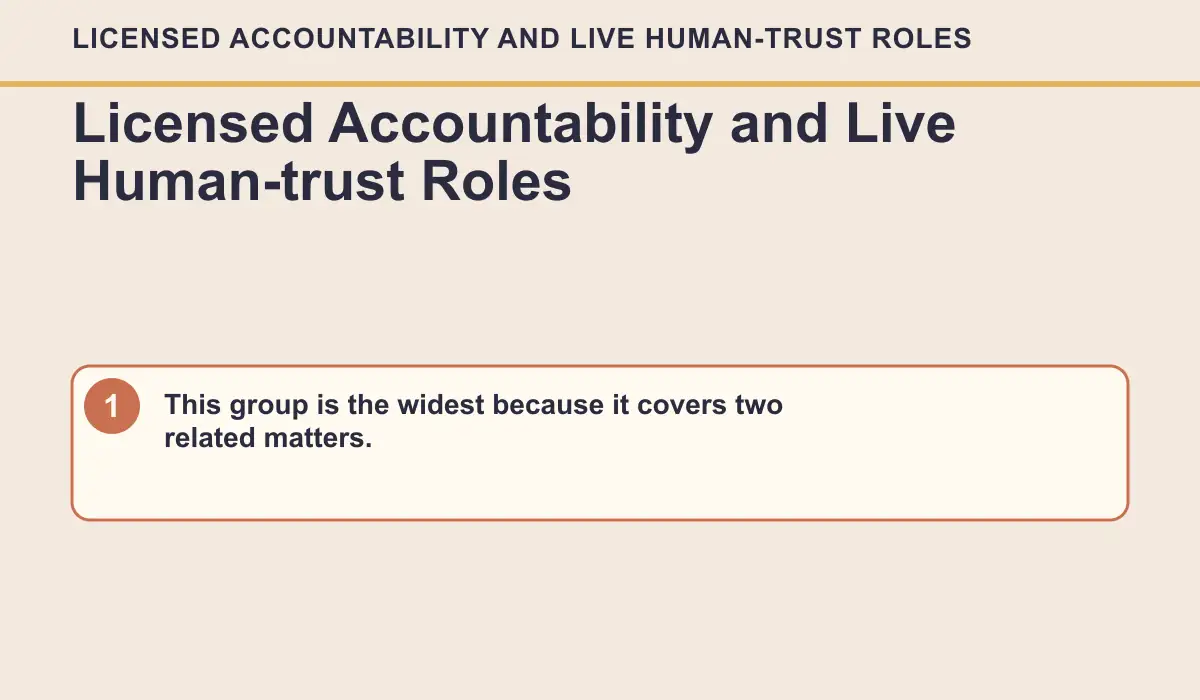 LICENSED ACCOUNTABILITY AND LIVE HUMAN-TRUST ROLES
Licensed Accountability and Live
Human-trust Roles
1
This group is the widest because it covers two
related matters.